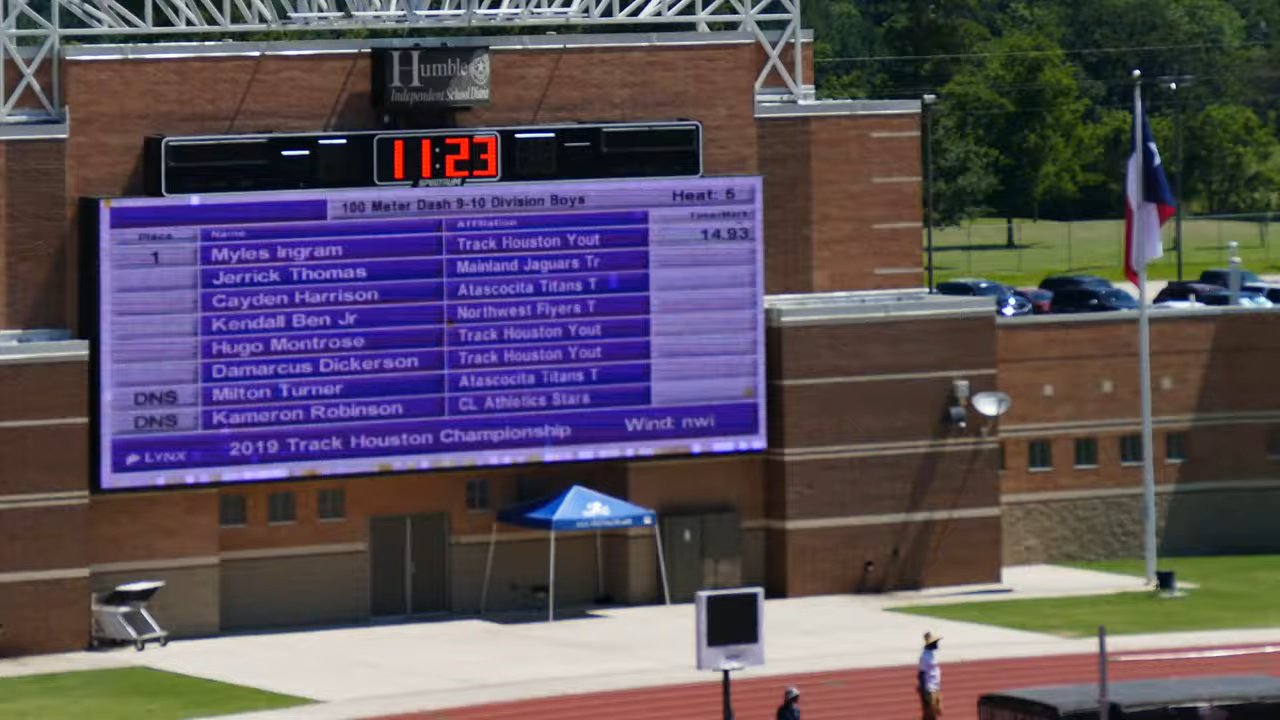 Humble
Independent School District
11:23
SPECTRUM
100 Meter Dash 9-10 Division Boys Heat: 5
Place Name Affiliation Time/Mark
1 Myles Ingram Track Houston Yout 14.93
Jerrick Thomas Mainland Jaguars Tr
Cayden Harrison Atascocita Titans T
Kendall Ben Jr Northwest Flyers T
Hugo Montrose Track Houston Yout
Damarcus Dickerson Track Houston Yout
DNS Milton Turner Atascocita Titans T
DNS Kameron Robinson CL Athletics Stars
LYNX 2019 Track Houston Championship Wind: nwi